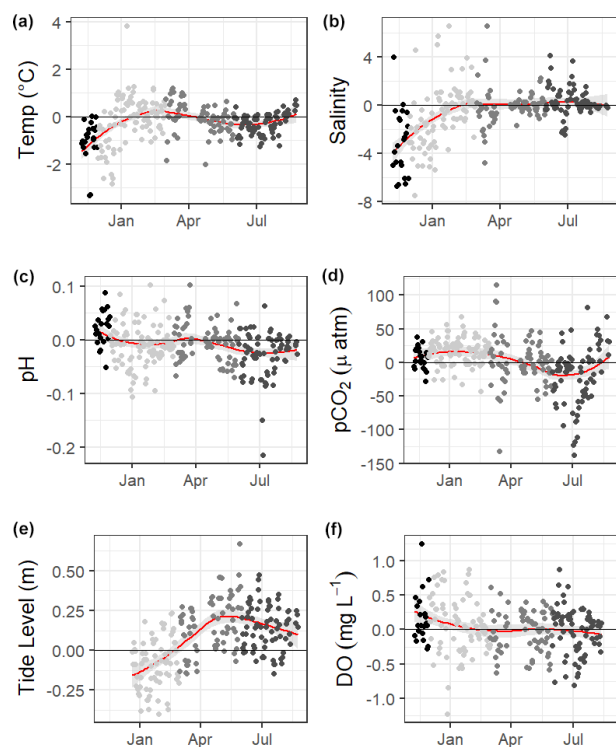 (a)
Temp (°C)
4
2
0
-2
Jan Apr Jul
(b)
Salinity
4
0
-4
-8
Jan Apr Jul
(c)
pH
0.1
0.0
-0.1
-0.2
Jan Apr Jul
(d)
pCO₂ (μ atm)
100
50
0
-50
-100
-150
Jan Apr Jul
(e)
Tide Level (m)
0.50
0.25
0.00
-0.25
Jan Apr Jul
(f)
DO (mg L⁻¹)
1.0
0.5
0.0
-0.5
-1.0
Jan Apr Jul